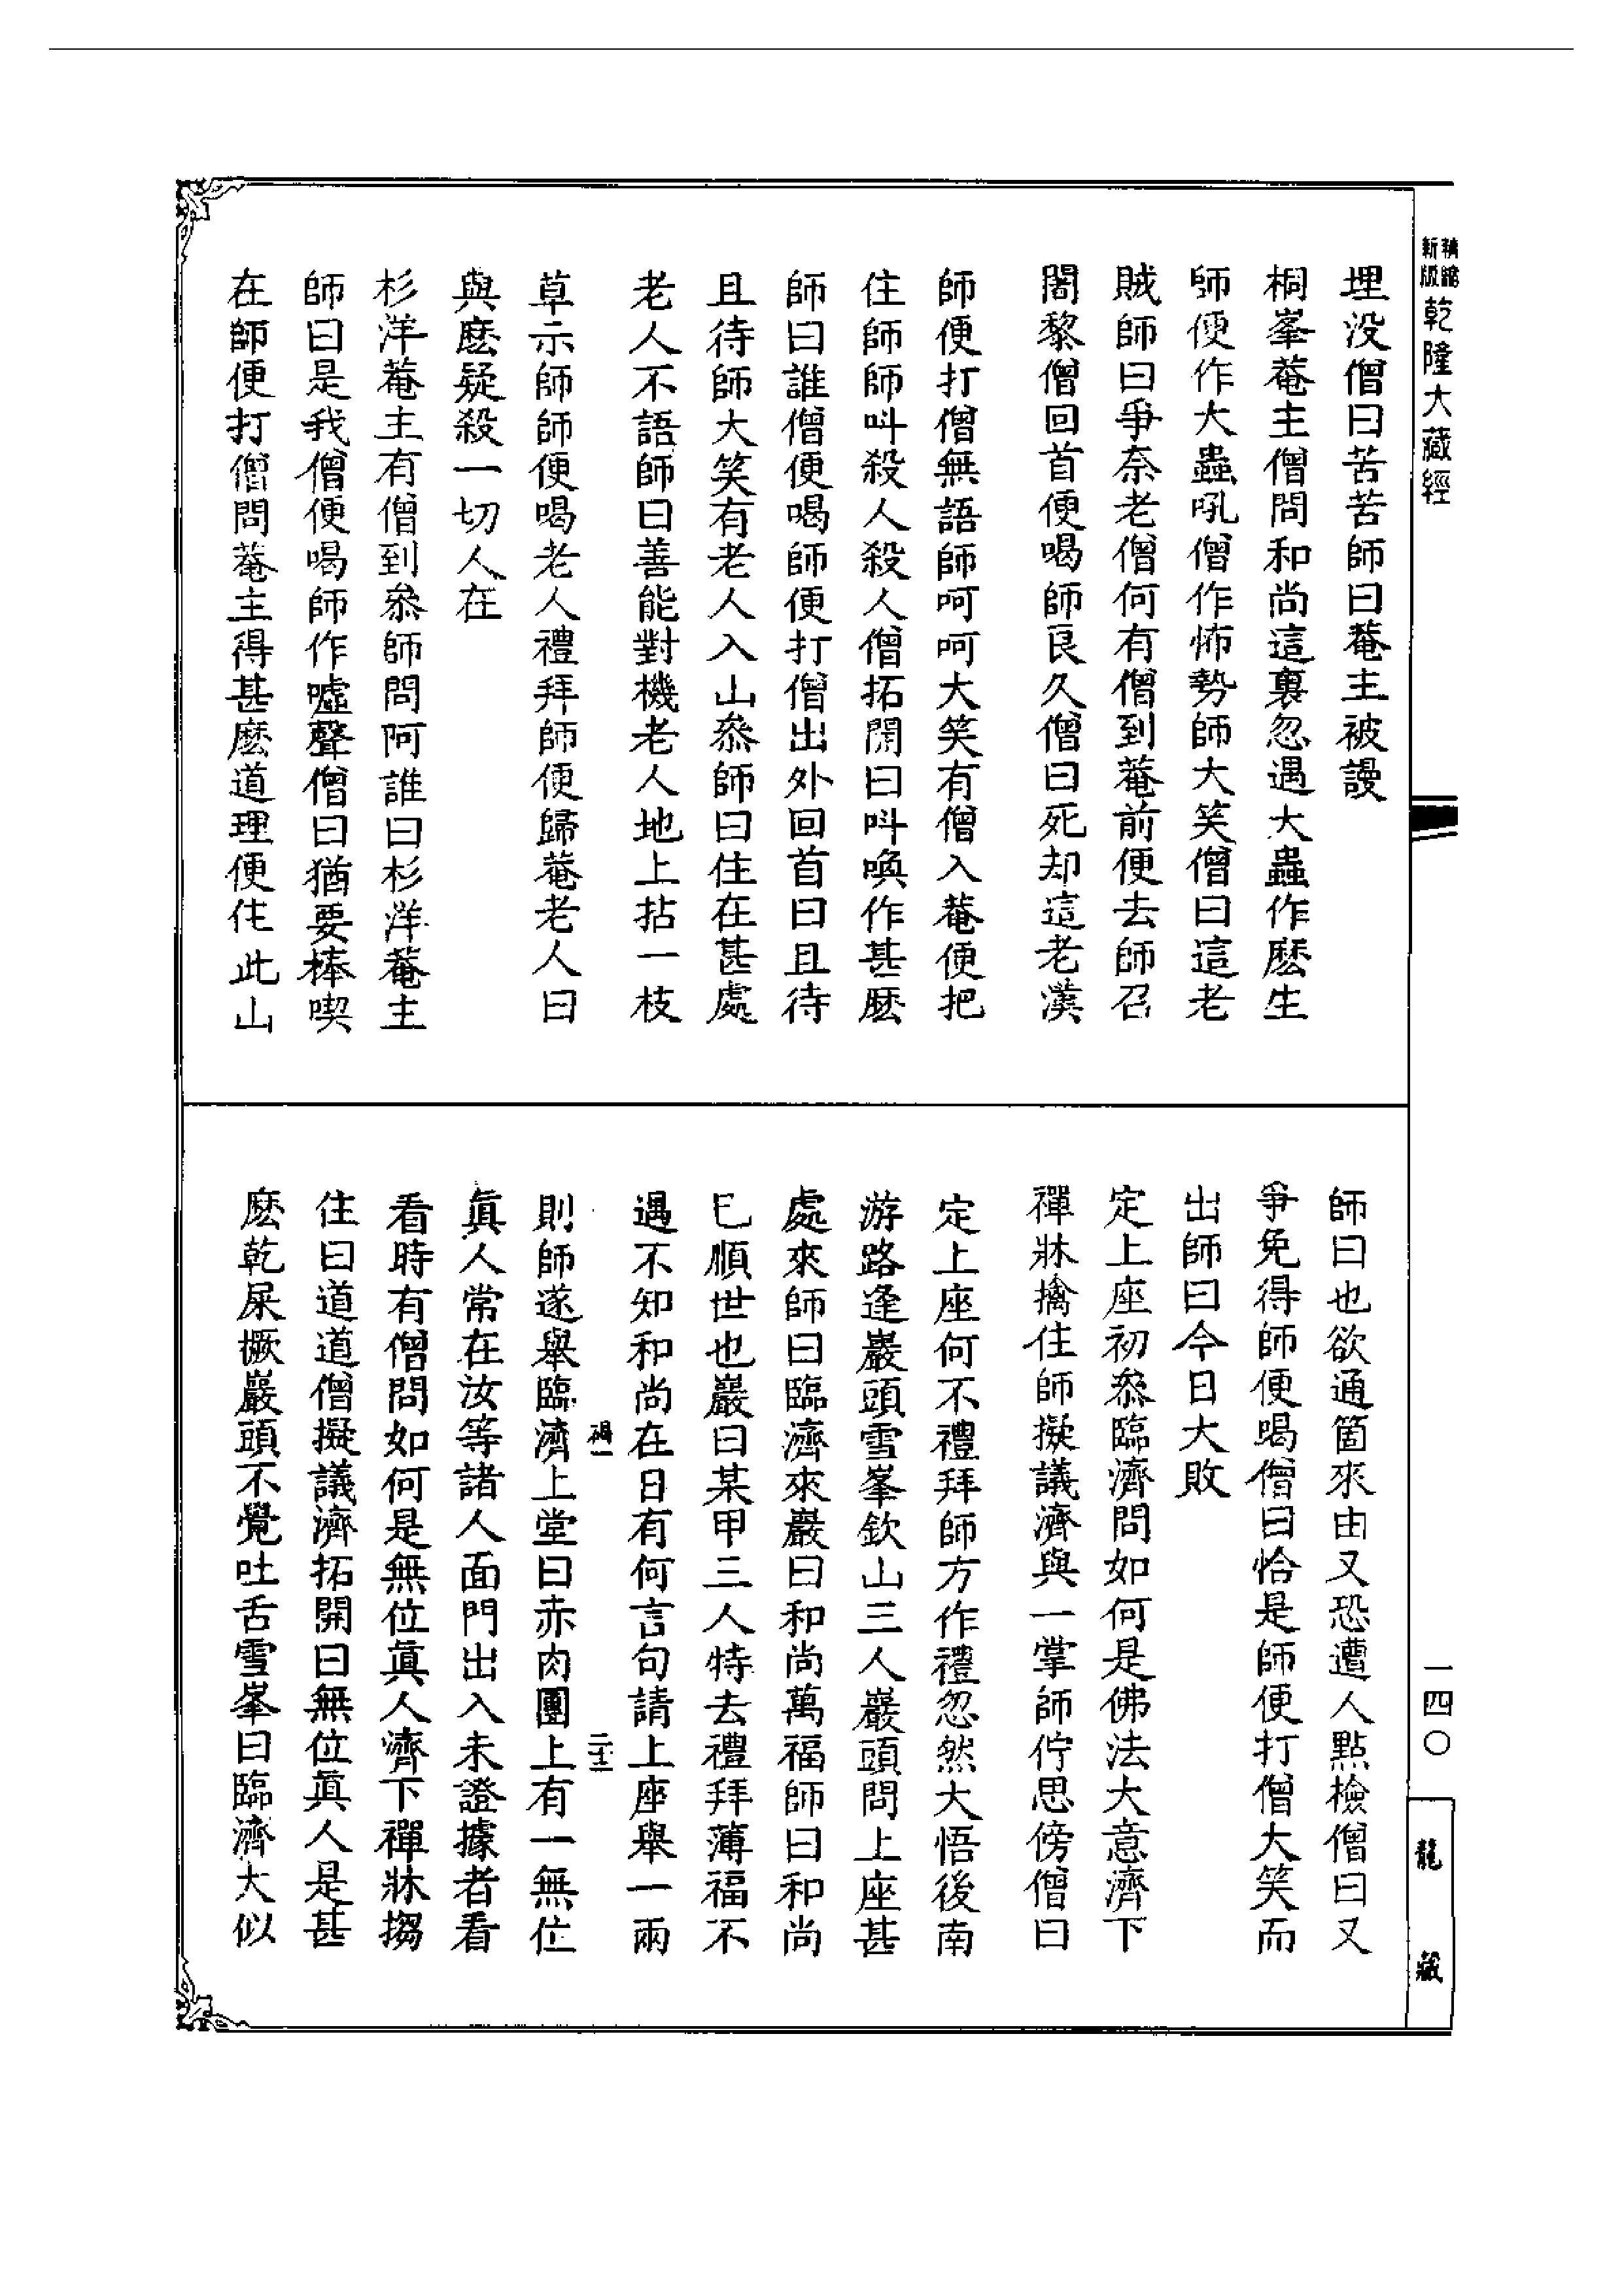 精縮新版乾隆大藏經
埋没僧曰苦苦師曰菴主被謾
桐峯菴主僧問和尚這裏忽遇大蟲作麽生
師便作大蟲吼僧作怖勢師大笑僧曰這老
賊師曰爭奈老僧何有僧到菴前便去師召
闍黎僧回首便喝師良久僧曰死却這老漢
師便打僧無語師呵呵大笑有僧入菴便把
住師師叫殺人殺人僧拓開曰叫喚作甚麽
師曰誰僧便喝師便打僧出外回首曰且待
且待師大笑有老人入山叅師曰住在甚處
老人不語師曰善能對機老人地上拈一枝
草示師師便喝老人禮拜師便歸菴老人曰
與麽疑殺一切人在
杉洋菴主有僧到叅師問阿誰曰杉洋菴主
師曰是我僧便喝師作噓聲僧曰猶要棒喫
在師便打僧問菴主得甚麽道理便住此山
師曰也欲通箇來由又恐遭人點檢僧曰又
爭免得師便喝僧曰恰是師便打僧大笑而
出師曰今日大敗
定上座初叅臨濟問如何是佛法大意濟下
禪牀擒住師擬議濟與一掌師佇思傍僧曰
定上座何不禮拜師方作禮忽然大悟後南
游路逢巖頭雪峯欽山三人巖頭問上座甚
處來師曰臨濟來巖曰和尚萬福師曰和尚
已順世也巖曰某甲三人特去禮拜薄福不
遇不知和尚在日有何言句請上座舉一兩
則師遂舉臨濟上堂曰赤肉團上有一無位
眞人常在汝等諸人面門出入未證據者看
看時有僧問如何是無位眞人濟下禪牀搊
住曰道道僧擬議濟拓開曰無位眞人是甚
麽乾屎橛巖頭不覺吐舌雪峯曰臨濟大似
一四〇
龍藏